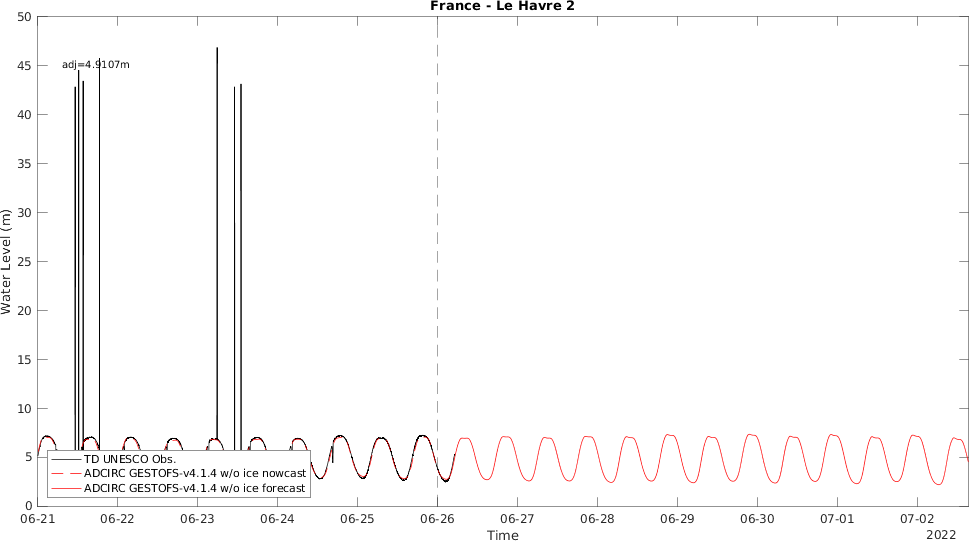 France - Le Havre 2
50
45
40
35
30
25
20
15
10
5
0
Water Level (m)
adj=4.9107m
TD UNESCO Obs.
ADCIRC GESTOFS-v4.1.4 w/o ice nowcast
ADCIRC GESTOFS-v4.1.4 w/o ice forecast
06-21 06-22 06-23 06-24 06-25 06-26 06-27 06-28 06-29 06-30 07-01 07-02
Time
2022